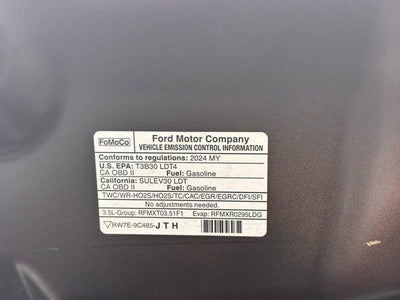 FoMoCo
Ford Motor Company
VEHICLE EMISSION CONTROL INFORMATION
Conforms to regulations: 2024 MY
U.S. EPA: T3B30 LDT4
CA OBD II Fuel: Gasoline
California: SULEV30 LDT
CA OBD II Fuel: Gasoline
TWC/WR-HO2S/HO2S/TC/CAC/EGR/EGRC/DFI/SFI
No adjustments needed.
3.5L-Group: RFMXT03.51F1 Evap: RFMXR0295LDG
RW7E-9C485-JTH